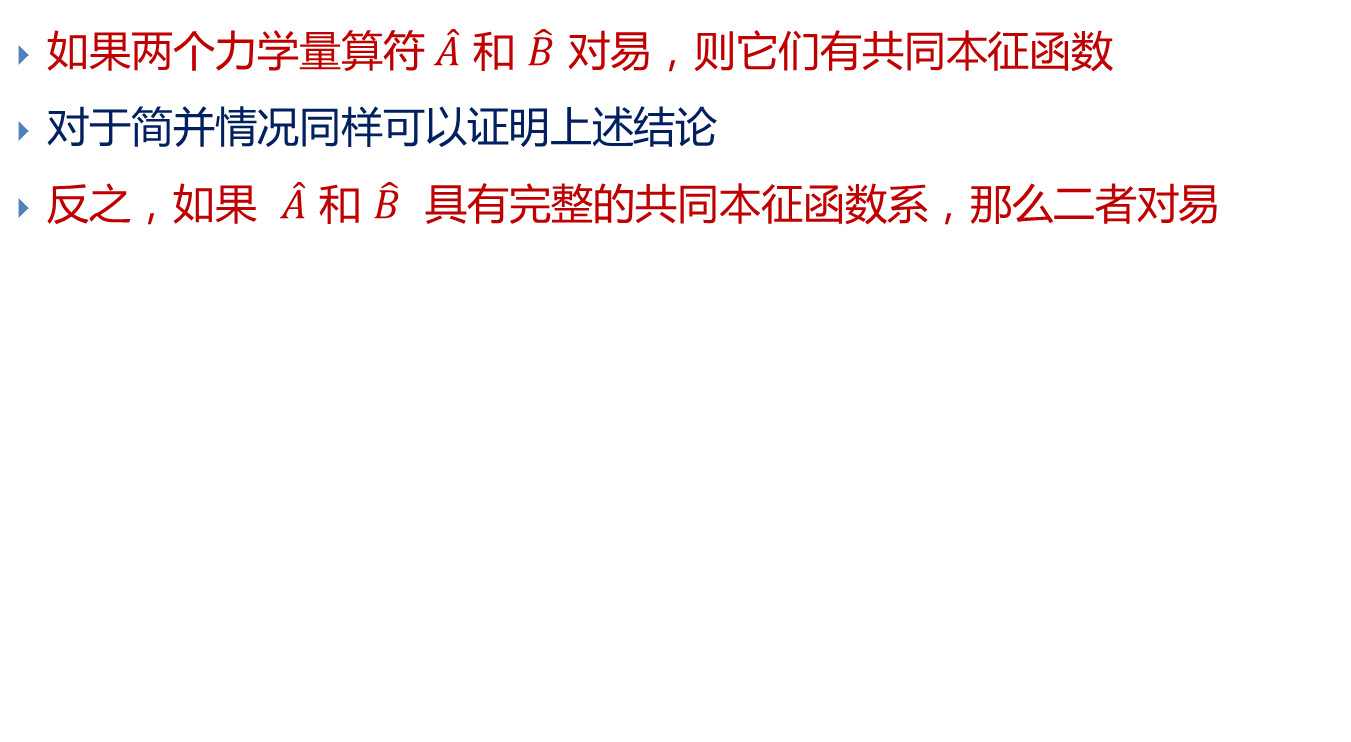 如果两个力学量算符 Â 和 B̂ 对易，则它们有共同本征函数
对于简并情况同样可以证明上述结论
反之，如果 Â 和 B̂ 具有完整的共同本征函数系，那么二者对易